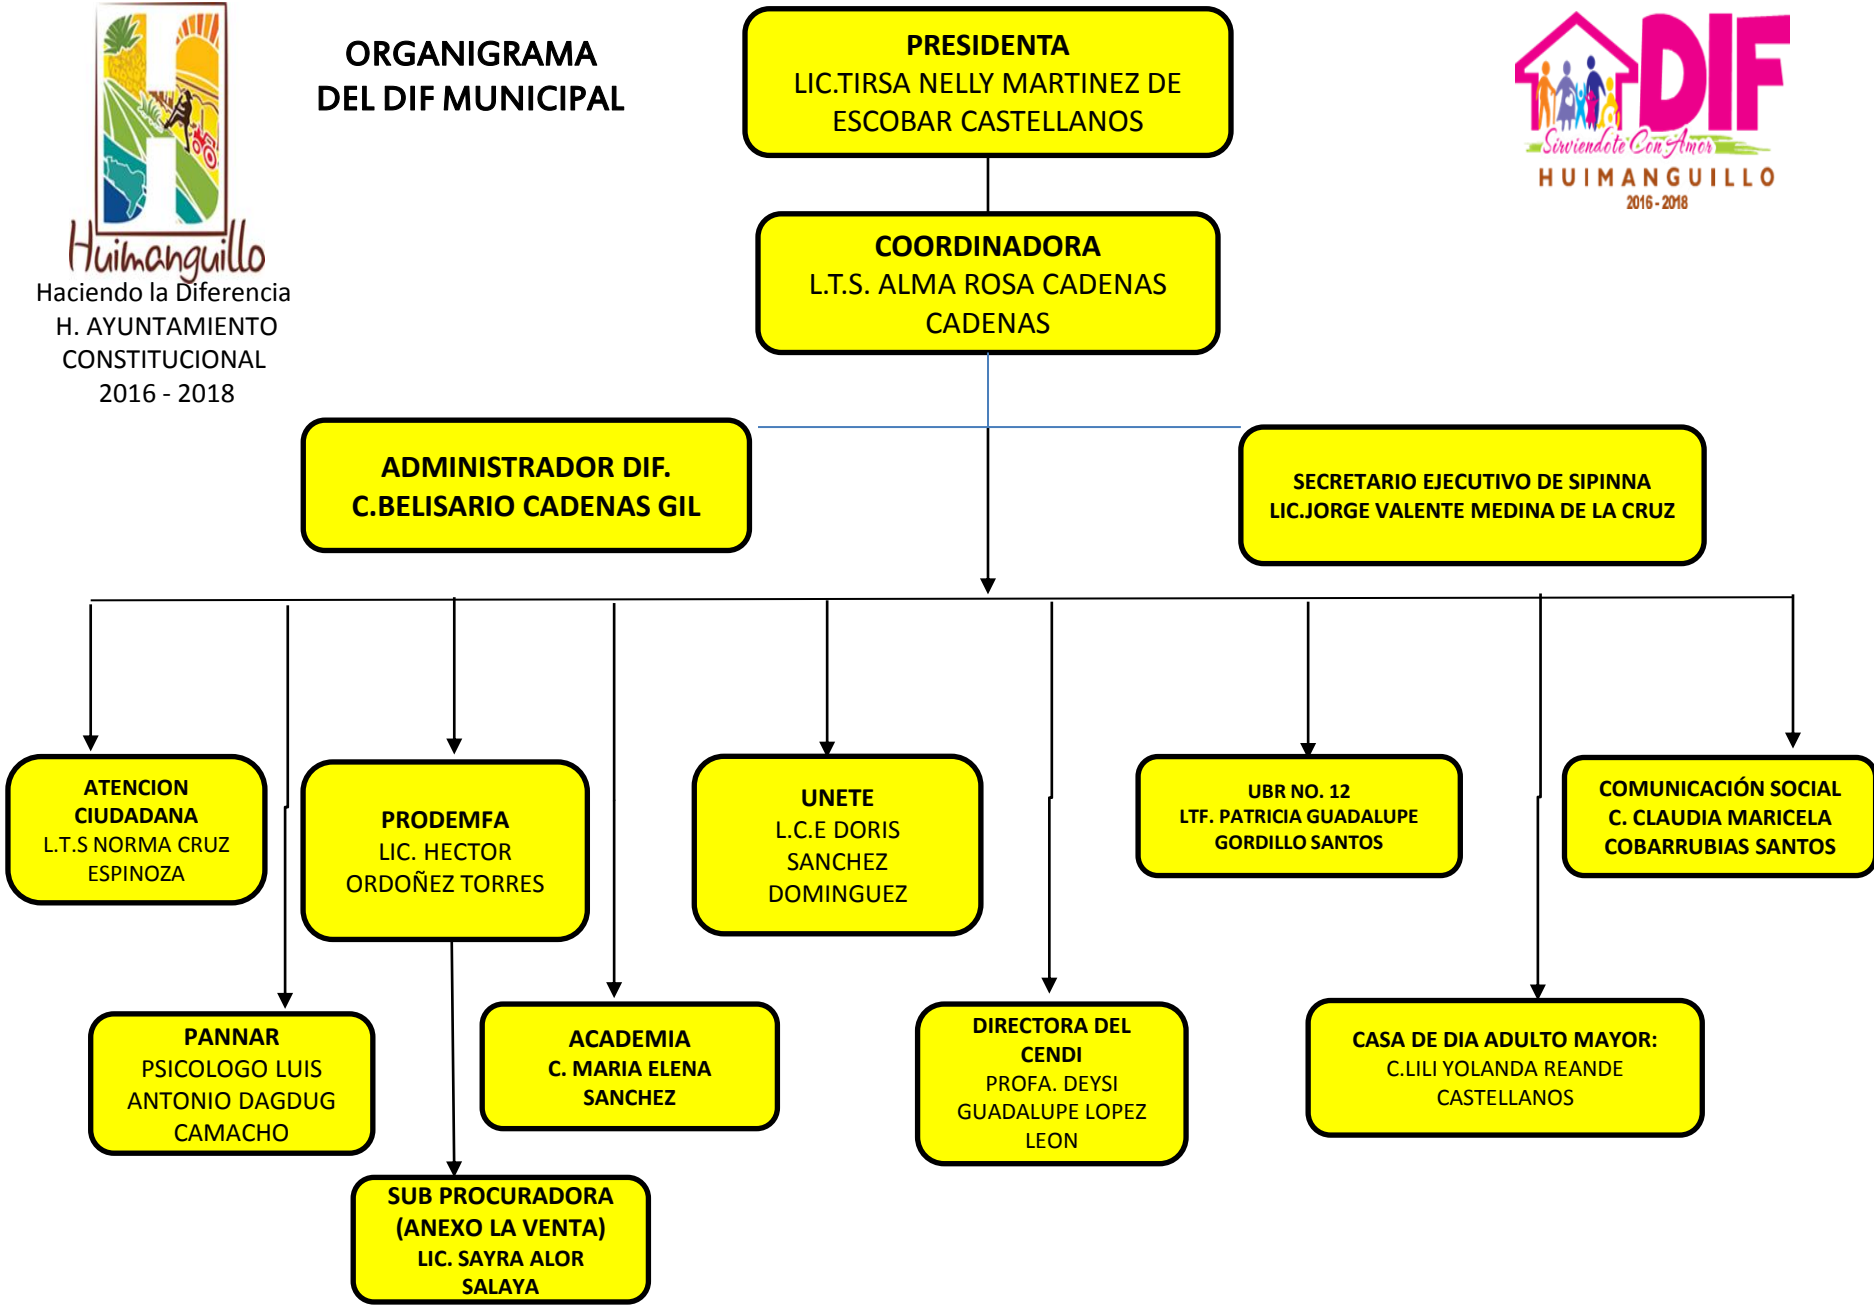 ORGANIGRAMA
DEL DIF MUNICIPAL
Huimanguillo
Haciendo la Diferencia
H. AYUNTAMIENTO
CONSTITUCIONAL
2016 - 2018
PRESIDENTA
LIC.TIRSA NELLY MARTINEZ DE
ESCOBAR CASTELLANOS
DIF
Sirviendote Con Amor
HUIMANGUILLO
2016 - 2018
COORDINADORA
L.T.S. ALMA ROSA CADENAS
CADENAS
ADMINISTRADOR DIF.
C.BELISARIO CADENAS GIL
SECRETARIO EJECUTIVO DE SIPINNA
LIC.JORGE VALENTE MEDINA DE LA CRUZ
ATENCION
CIUDADANA
L.T.S NORMA CRUZ
ESPINOZA
PRODEMFA
LIC. HECTOR
ORDOÑEZ TORRES
UNETE
L.C.E DORIS
SANCHEZ
DOMINGUEZ
UBR NO. 12
LTF. PATRICIA GUADALUPE
GORDILLO SANTOS
COMUNICACIÓN SOCIAL
C. CLAUDIA MARICELA
COBARRUBIAS SANTOS
PANNAR
PSICOLOGO LUIS
ANTONIO DAGDUG
CAMACHO
ACADEMIA
C. MARIA ELENA
SANCHEZ
DIRECTORA DEL
CENDI
PROFA. DEYSI
GUADALUPE LOPEZ
LEON
CASA DE DIA ADULTO MAYOR:
C.LILI YOLANDA REANDE
CASTELLANOS
SUB PROCURADORA
(ANEXO LA VENTA)
LIC. SAYRA ALOR
SALAYA